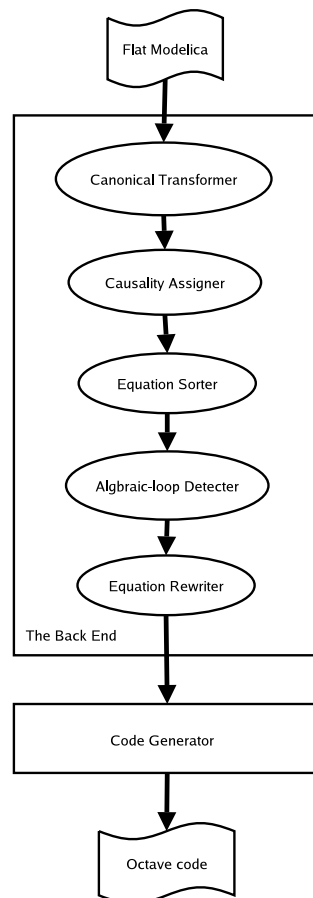 Flat Modelica
Canonical Transformer
Causality Assigner
Equation Sorter
Algbraic-loop Detecter
Equation Rewriter
The Back End
Code Generator
Octave code